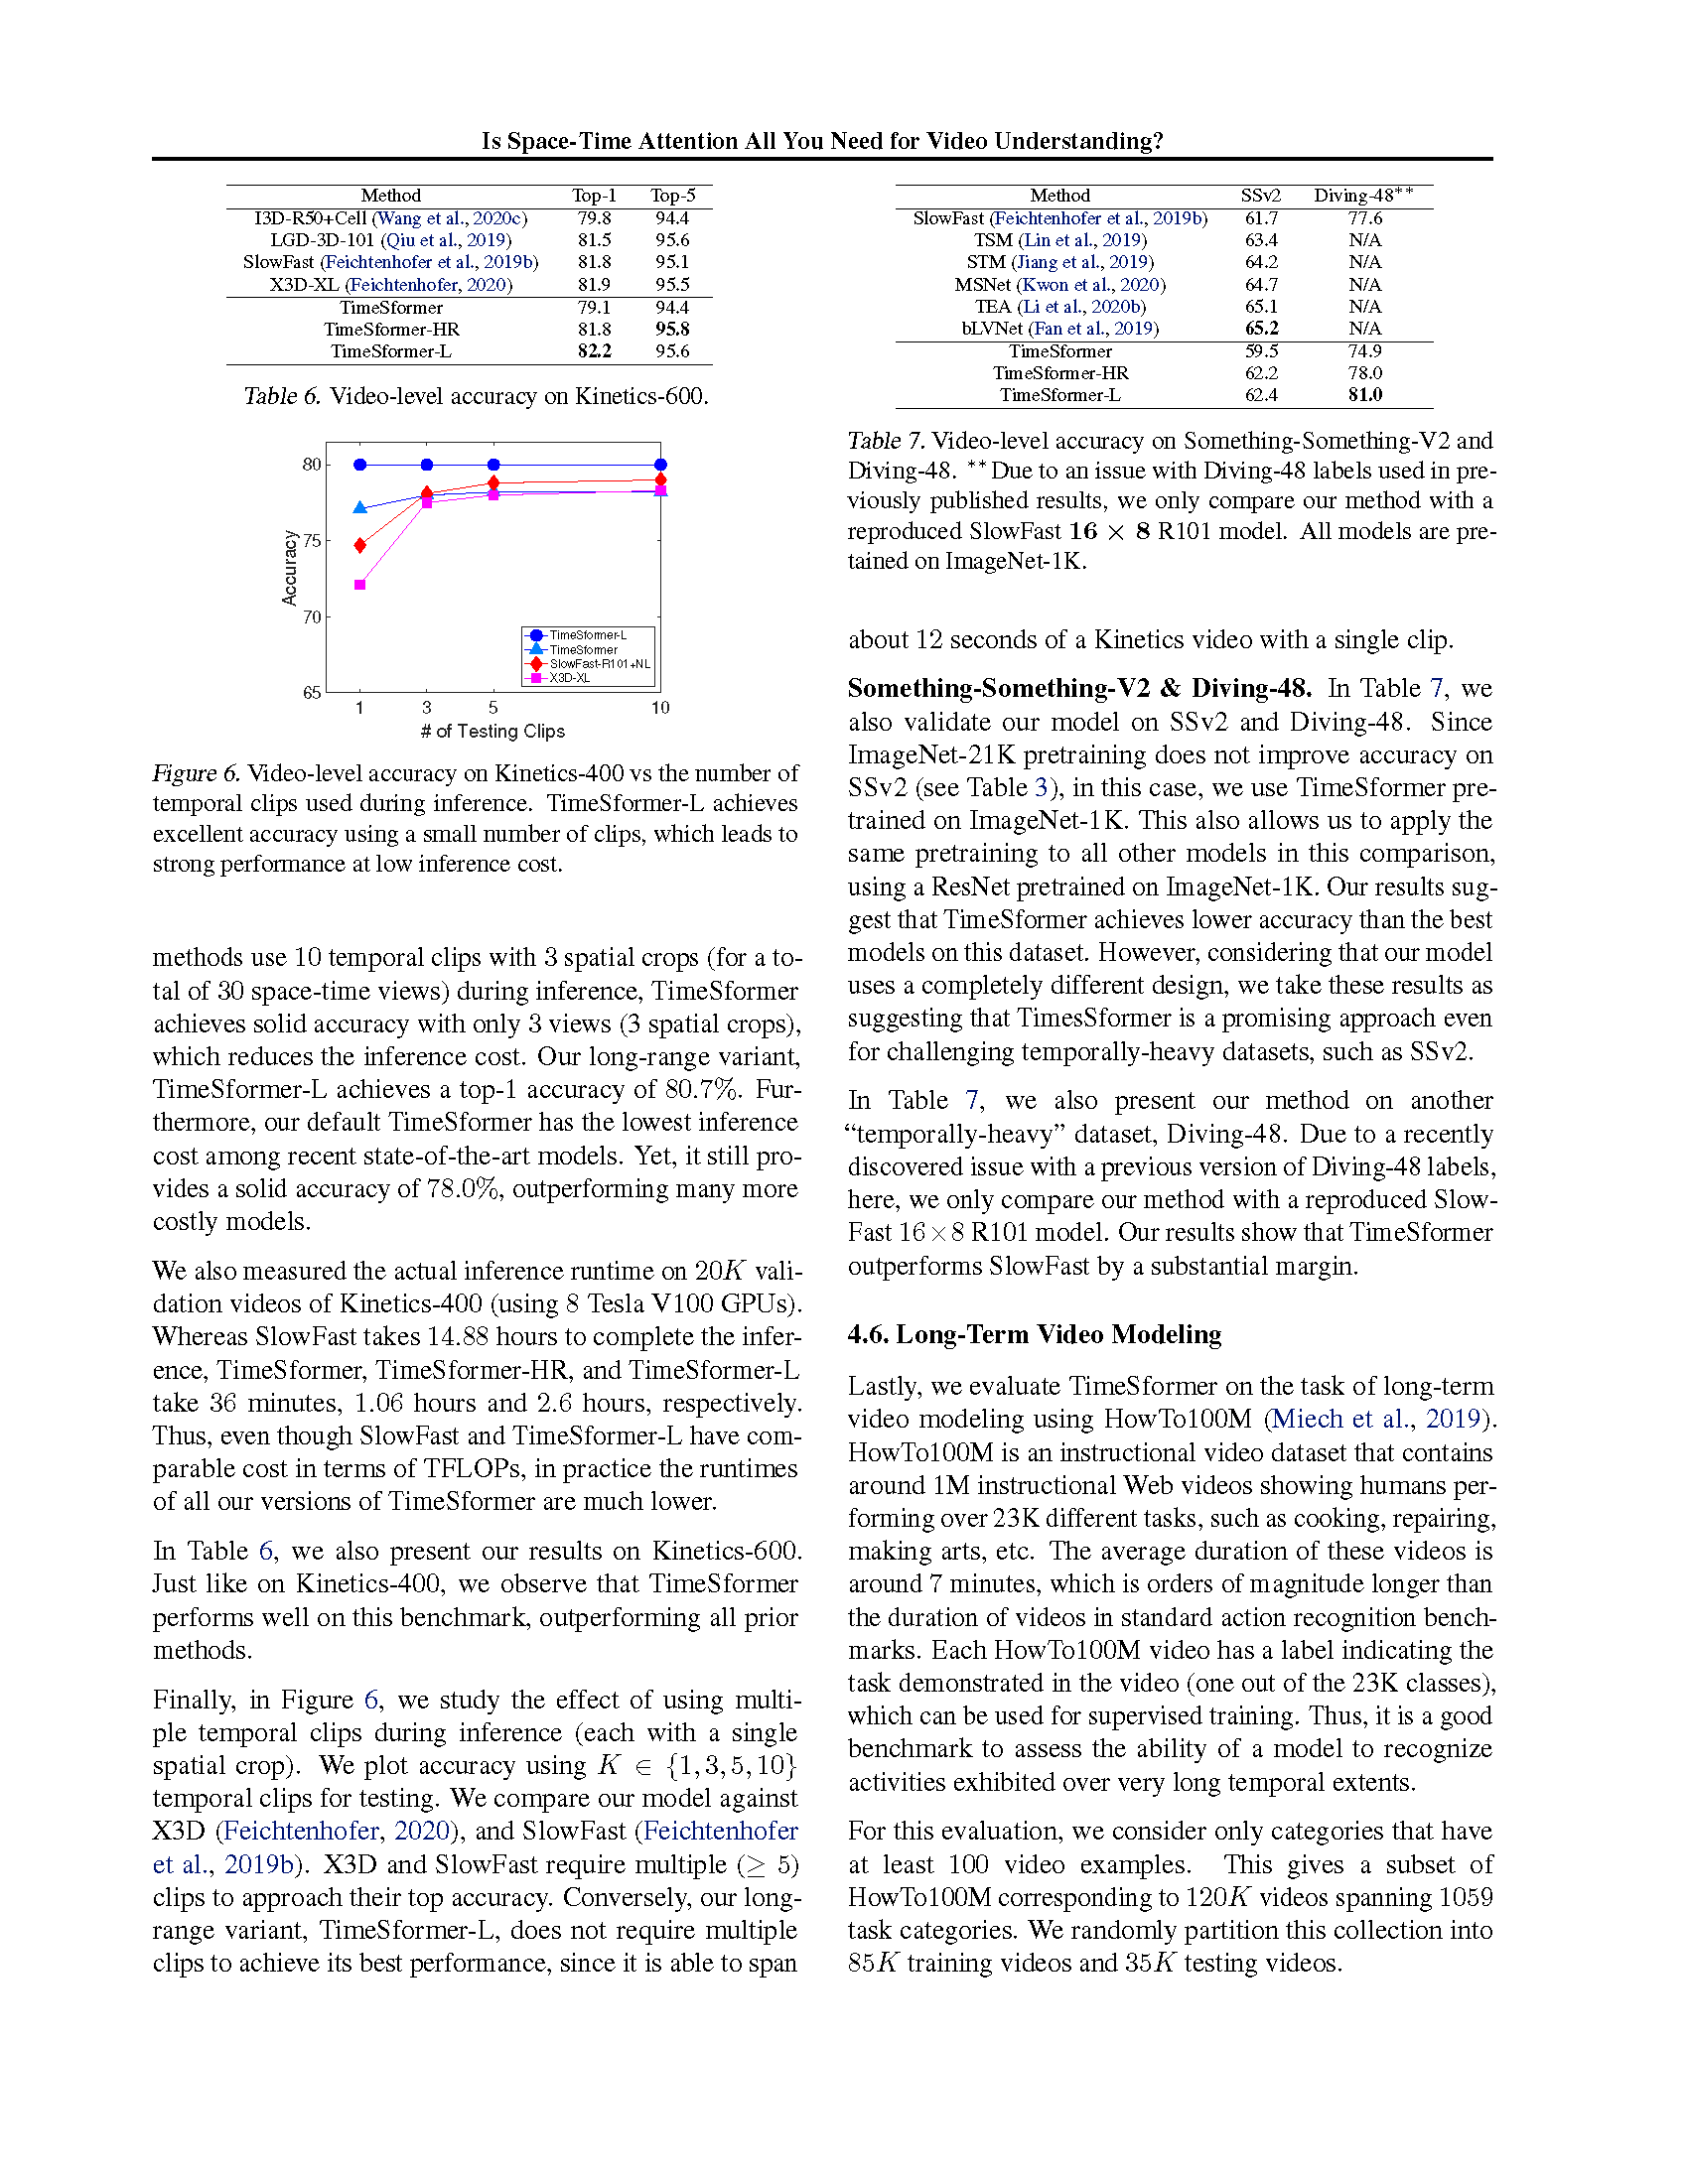 Is Space-Time Attention All You Need for Video Understanding?
Method Top-1 Top-5
I3D-R50+Cell (Wang et al., 2020c) 79.8 94.4
LGD-3D-101 (Qiu et al., 2019) 81.5 95.6
SlowFast (Feichtenhofer et al., 2019b) 81.8 95.1
X3D-XL (Feichtenhofer, 2020) 81.9 95.5
TimeSformer 79.1 94.4
TimeSformer-HR 81.8 95.8
TimeSformer-L 82.2 95.6
Table 6. Video-level accuracy on Kinetics-600.
80
75
70
65
Accuracy
TimeSformer-L
TimeSformer
SlowFast-R101+NL
X3D-XL
1 3 5 10
# of Testing Clips
Figure 6. Video-level accuracy on Kinetics-400 vs the number of
temporal clips used during inference. TimeSformer-L achieves
excellent accuracy using a small number of clips, which leads to
strong performance at low inference cost.
methods use 10 temporal clips with 3 spatial crops (for a to-
tal of 30 space-time views) during inference, TimeSformer
achieves solid accuracy with only 3 views (3 spatial crops),
which reduces the inference cost. Our long-range variant,
TimeSformer-L achieves a top-1 accuracy of 80.7%. Fur-
thermore, our default TimeSformer has the lowest inference
cost among recent state-of-the-art models. Yet, it still pro-
vides a solid accuracy of 78.0%, outperforming many more
costly models.
We also measured the actual inference runtime on 20K vali-
dation videos of Kinetics-400 (using 8 Tesla V100 GPUs).
Whereas SlowFast takes 14.88 hours to complete the infer-
ence, TimeSformer, TimeSformer-HR, and TimeSformer-L
take 36 minutes, 1.06 hours and 2.6 hours, respectively.
Thus, even though SlowFast and TimeSformer-L have com-
parable cost in terms of TFLOPs, in practice the runtimes
of all our versions of TimeSformer are much lower.
In Table 6, we also present our results on Kinetics-600.
Just like on Kinetics-400, we observe that TimeSformer
performs well on this benchmark, outperforming all prior
methods.
Finally, in Figure 6, we study the effect of using multi-
ple temporal clips during inference (each with a single
spatial crop). We plot accuracy using K ∈ {1, 3, 5, 10}
temporal clips for testing. We compare our model against
X3D (Feichtenhofer, 2020), and SlowFast (Feichtenhofer
et al., 2019b). X3D and SlowFast require multiple (≥ 5)
clips to approach their top accuracy. Conversely, our long-
range variant, TimeSformer-L, does not require multiple
clips to achieve its best performance, since it is able to span
Method SSv2 Diving-48**
SlowFast (Feichtenhofer et al., 2019b) 61.7 77.6
TSM (Lin et al., 2019) 63.4 N/A
STM (Jiang et al., 2019) 64.2 N/A
MSNet (Kwon et al., 2020) 64.7 N/A
TEA (Li et al., 2020b) 65.1 N/A
bLVNet (Fan et al., 2019) 65.2 N/A
TimeSformer 59.5 74.9
TimeSformer-HR 62.2 78.0
TimeSformer-L 62.4 81.0
Table 7. Video-level accuracy on Something-Something-V2 and
Diving-48. **Due to an issue with Diving-48 labels used in pre-
viously published results, we only compare our method with a
reproduced SlowFast 16 × 8 R101 model. All models are pre-
tained on ImageNet-1K.
about 12 seconds of a Kinetics video with a single clip.
Something-Something-V2 & Diving-48. In Table 7, we
also validate our model on SSv2 and Diving-48. Since
ImageNet-21K pretraining does not improve accuracy on
SSv2 (see Table 3), in this case, we use TimeSformer pre-
trained on ImageNet-1K. This also allows us to apply the
same pretraining to all other models in this comparison,
using a ResNet pretrained on ImageNet-1K. Our results sug-
gest that TimeSformer achieves lower accuracy than the best
models on this dataset. However, considering that our model
uses a completely different design, we take these results as
suggesting that TimesSformer is a promising approach even
for challenging temporally-heavy datasets, such as SSv2.
In Table 7, we also present our method on another
“temporally-heavy” dataset, Diving-48. Due to a recently
discovered issue with a previous version of Diving-48 labels,
here, we only compare our method with a reproduced Slow-
Fast 16×8 R101 model. Our results show that TimeSformer
outperforms SlowFast by a substantial margin.
4.6. Long-Term Video Modeling
Lastly, we evaluate TimeSformer on the task of long-term
video modeling using HowTo100M (Miech et al., 2019).
HowTo100M is an instructional video dataset that contains
around 1M instructional Web videos showing humans per-
forming over 23K different tasks, such as cooking, repairing,
making arts, etc. The average duration of these videos is
around 7 minutes, which is orders of magnitude longer than
the duration of videos in standard action recognition bench-
marks. Each HowTo100M video has a label indicating the
task demonstrated in the video (one out of the 23K classes),
which can be used for supervised training. Thus, it is a good
benchmark to assess the ability of a model to recognize
activities exhibited over very long temporal extents.
For this evaluation, we consider only categories that have
at least 100 video examples. This gives a subset of
HowTo100M corresponding to 120K videos spanning 1059
task categories. We randomly partition this collection into
85K training videos and 35K testing videos.